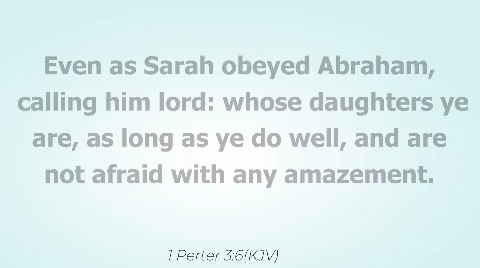 Even as Sarah obeyed Abraham,
calling him lord: whose daughters ye
are, as long as ye do well, and are
not afraid with any amazement.
1 Perter 3:6(KJV)